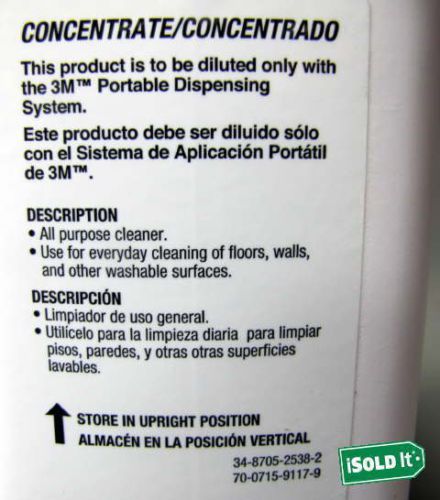 CONCENTRATE/CONCENTRADO
This product is to be diluted only with
the 3M™ Portable Dispensing
System.
Este producto debe ser diluido sólo
con el Sistema de Aplicación Portátil
de 3M™.
DESCRIPTION
• All purpose cleaner.
• Use for everyday cleaning of floors, walls,
and other washable surfaces.
DESCRIPCIÓN
• Limpiador de uso general.
• Utilícelo para la limpieza diaria para limpiar
pisos, paredes, y otras otras superficies
lavables.
STORE IN UPRIGHT POSITION
ALMACÉN EN LA POSICIÓN VERTICAL
34-8705-2538-2
70-0715-9117-9
iSOLD It